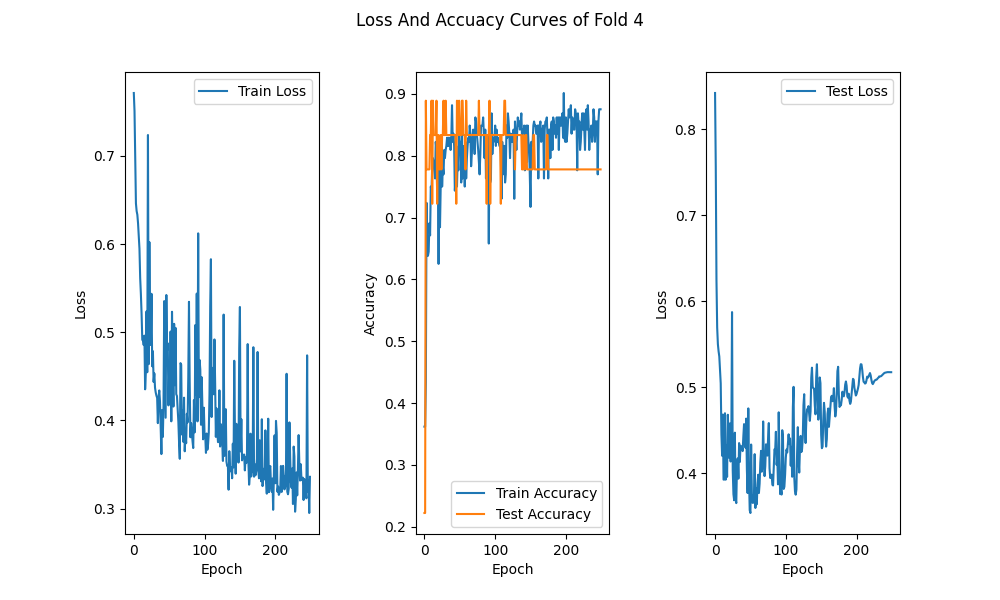 Loss And Accuacy Curves of Fold 4
Train Loss
0.7
0.6
0.5
0.4
0.3
Loss
0 100 200
Epoch
0.9
0.8
0.7
0.6
0.5
0.4
0.3
0.2
Accuracy
Train Accuracy
Test Accuracy
0 100 200
Epoch
Test Loss
0.8
0.7
0.6
0.5
0.4
Loss
0 100 200
Epoch